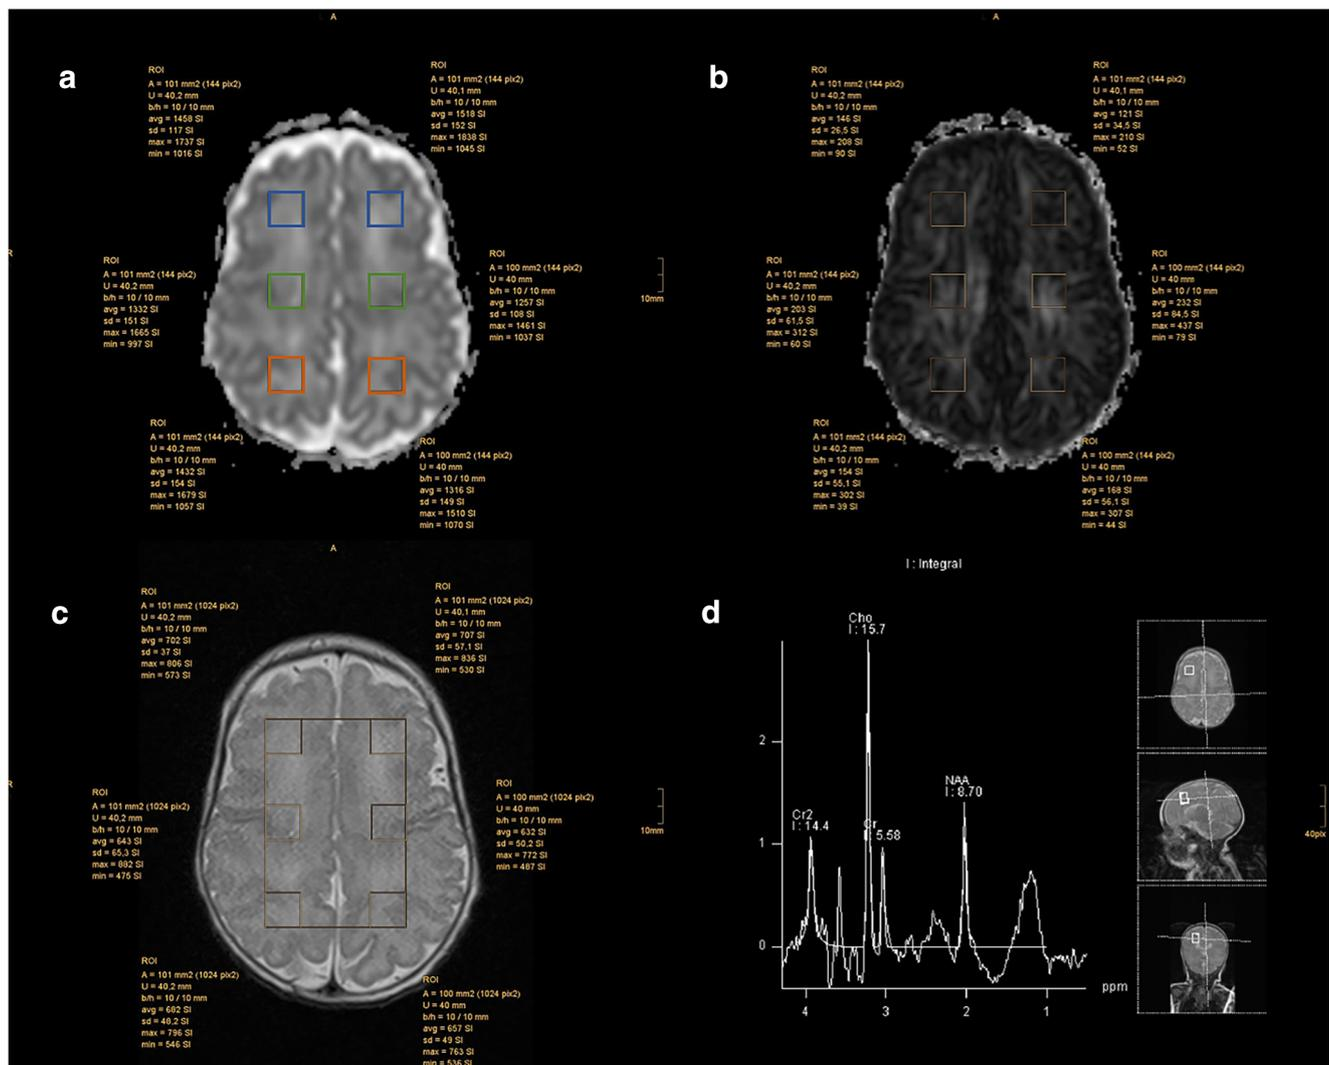 A
A
a
b
ROI
A = 101 mm2 (144 pix2)
U = 40,2 mm
b/h = 10 / 10 mm
avg = 1458 SI
sd = 117 SI
max = 1737 SI
min = 1016 SI
ROI
A = 101 mm2 (144 pix2)
U = 40,1 mm
b/h = 10 / 10 mm
avg = 1518 SI
sd = 152 SI
max = 1838 SI
min = 1045 SI
ROI
A = 101 mm2 (144 pix2)
U = 40,2 mm
b/h = 10 / 10 mm
avg = 146 SI
sd = 26,5 SI
max = 208 SI
min = 90 SI
ROI
A = 101 mm2 (144 pix2)
U = 40,1 mm
b/h = 10 / 10 mm
avg = 121 SI
sd = 34,5 SI
max = 210 SI
min = 52 SI
R
ROI
A = 101 mm2 (144 pix2)
U = 40,2 mm
b/h = 10 / 10 mm
avg = 1332 SI
sd = 151 SI
max = 1665 SI
min = 997 SI
ROI
A = 100 mm2 (144 pix2)
U = 40 mm
b/h = 10 / 10 mm
avg = 1257 SI
sd = 108 SI
max = 1461 SI
min = 1037 SI
10mm
ROI
A = 101 mm2 (144 pix2)
U = 40,2 mm
b/h = 10 / 10 mm
avg = 203 SI
sd = 61,5 SI
max = 312 SI
min = 60 SI
ROI
A = 100 mm2 (144 pix2)
U = 40 mm
b/h = 10 / 10 mm
avg = 232 SI
sd = 84,5 SI
max = 437 SI
min = 79 SI
ROI
A = 101 mm2 (144 pix2)
U = 40,2 mm
b/h = 10 / 10 mm
avg = 1432 SI
sd = 154 SI
max = 1679 SI
min = 1057 SI
ROI
A = 100 mm2 (144 pix2)
U = 40 mm
b/h = 10 / 10 mm
avg = 1316 SI
sd = 149 SI
max = 1510 SI
min = 1070 SI
ROI
A = 101 mm2 (144 pix2)
U = 40,2 mm
b/h = 10 / 10 mm
avg = 154 SI
sd = 55,1 SI
max = 302 SI
min = 39 SI
ROI
A = 100 mm2 (144 pix2)
U = 40 mm
b/h = 10 / 10 mm
avg = 168 SI
sd = 56,1 SI
max = 307 SI
min = 44 SI
A
c
ROI
A = 101 mm2 (1024 pix2)
U = 40,2 mm
b/h = 10 / 10 mm
avg = 702 SI
sd = 37 SI
max = 806 SI
min = 573 SI
ROI
A = 101 mm2 (1024 pix2)
U = 40,1 mm
b/h = 10 / 10 mm
avg = 707 SI
sd = 57,1 SI
max = 836 SI
min = 530 SI
R
ROI
A = 101 mm2 (1024 pix2)
U = 40,2 mm
b/h = 10 / 10 mm
avg = 643 SI
sd = 65,3 SI
max = 882 SI
min = 475 SI
ROI
A = 100 mm2 (1024 pix2)
U = 40 mm
b/h = 10 / 10 mm
avg = 632 SI
sd = 50,2 SI
max = 772 SI
min = 487 SI
10mm
ROI
A = 101 mm2 (1024 pix2)
U = 40,2 mm
b/h = 10 / 10 mm
avg = 682 SI
sd = 48,2 SI
max = 796 SI
min = 546 SI
ROI
A = 100 mm2 (1024 pix2)
U = 40 mm
b/h = 10 / 10 mm
avg = 657 SI
sd = 49 SI
max = 763 SI
min = 536 SI
I : Integral
d
Cho
I : 15.7
NAA
I : 8.70
Cr2
I : 14.4
Cr
5.58
2
1
0
4
3
2
1
ppm
40pix